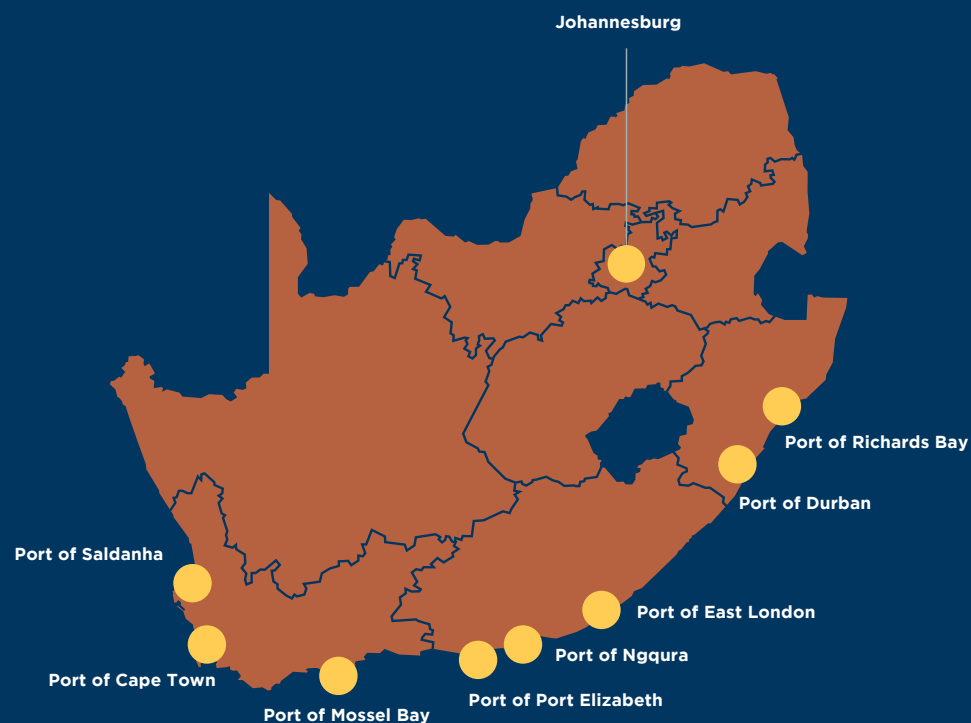 Johannesburg
Port of Richards Bay
Port of Durban
Port of Saldanha
Port of East London
Port of Ngqura
Port of Cape Town
Port of Port Elizabeth
Port of Mossel Bay